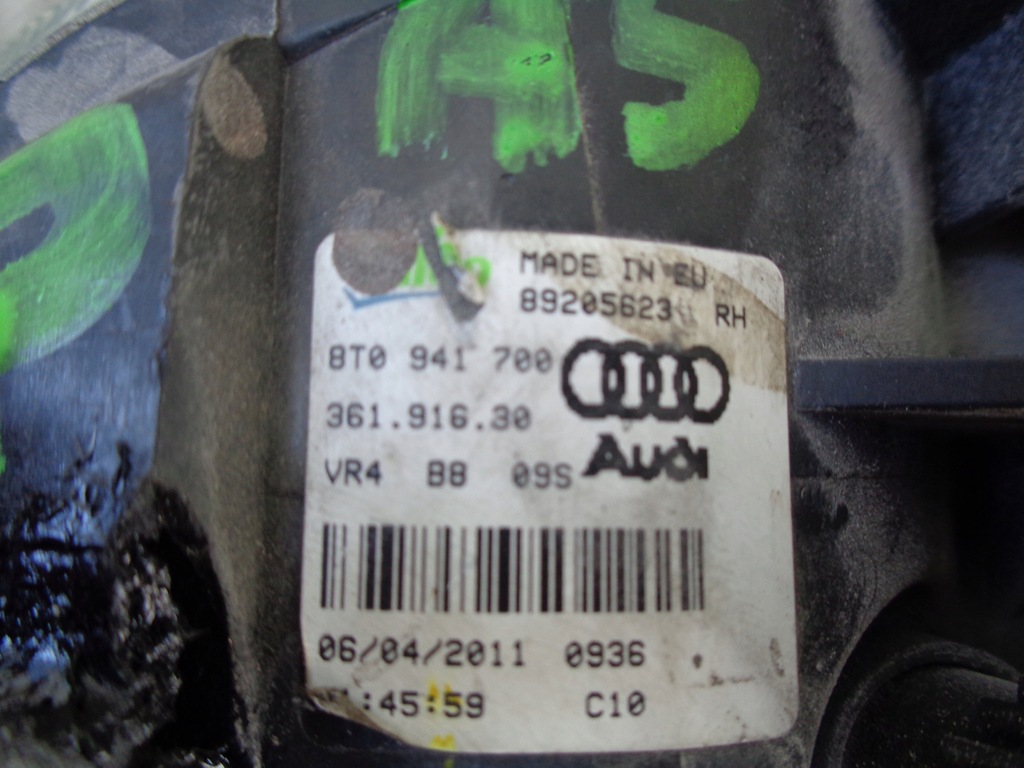 A5
MADE IN EU
89205623 RH
8T0 941 700
361.916.30
VR4 B8 09S
Audi
06/04/2011 0936
:45:59 C10